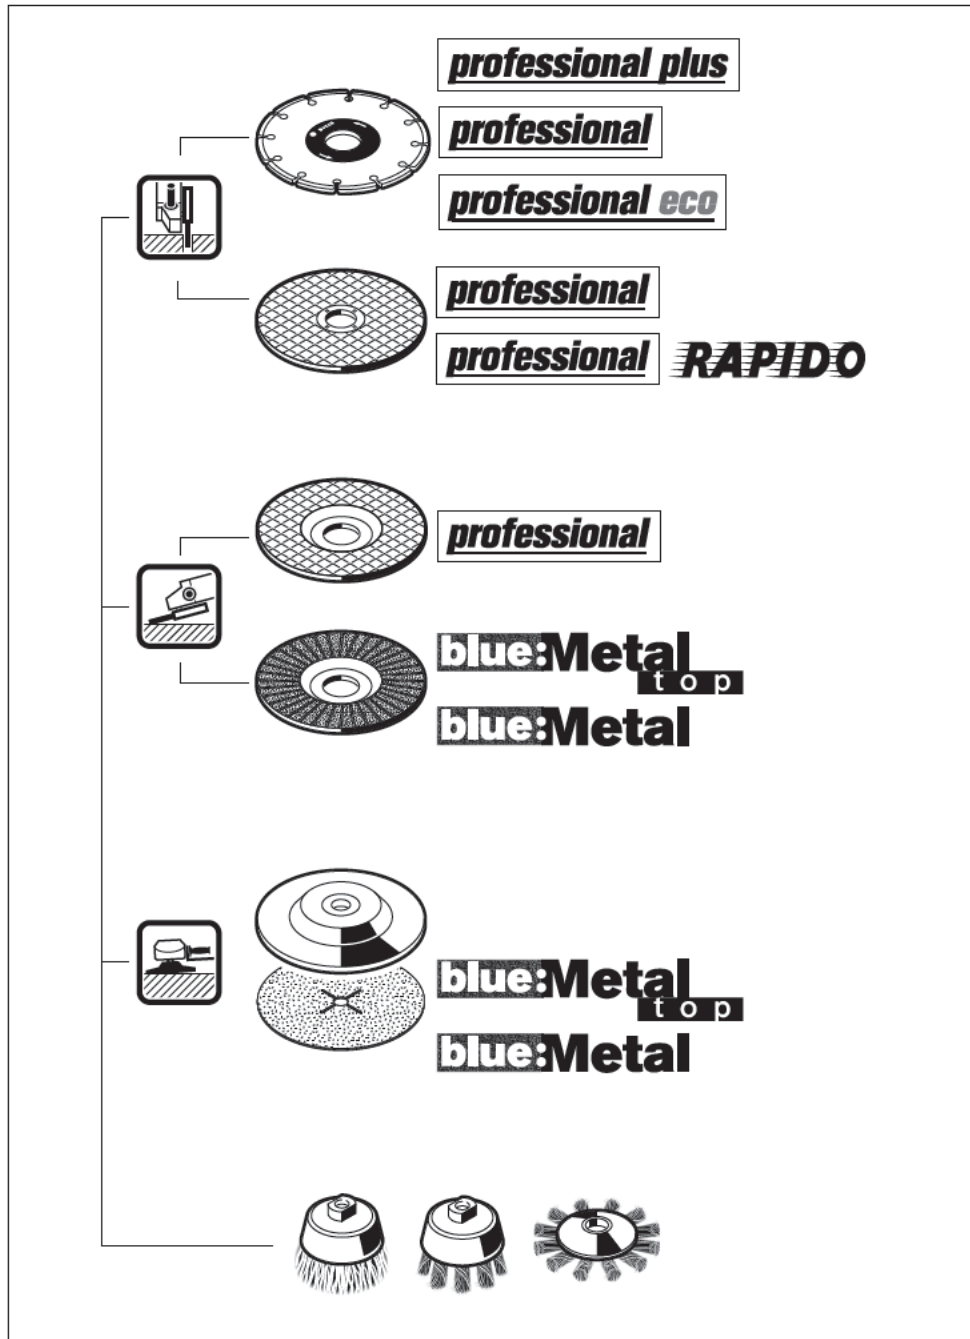 professional plus
professional
professional eco
professional
professional RAPIDO
professional
blue:Metal
top
blue:Metal
blue:Metal
top
blue:Metal